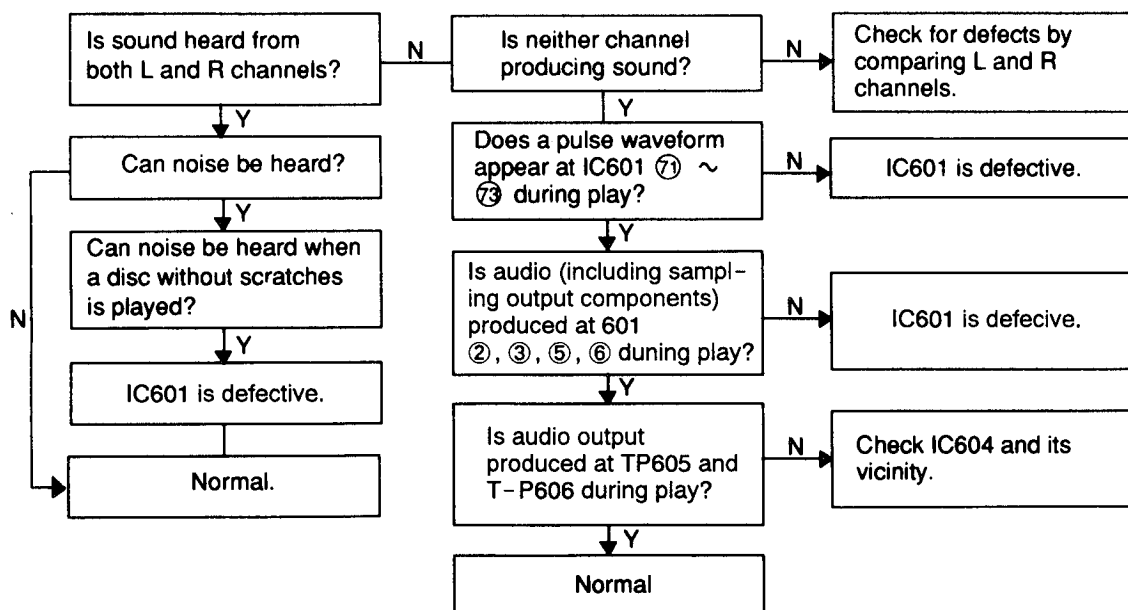 Is sound heard from
both L and R channels?
N
Is neither channel
producing sound?
N
Check for defects by
comparing L and R
channels.
Y
Y
Can noise be heard?
Does a pulse waveform
appear at IC601 ⑦① ~
⑦③ during play?
N
IC601 is defective.
Y
Y
Can noise be heard when
a disc without scratches
is played?
N
Is audio (including sampl-
ing output components)
produced at 601
②, ③, ⑤, ⑥ duning play?
N
IC601 is defecive.
Y
Y
IC601 is defective.
Is audio output
produced at TP605 and
T-P606 during play?
N
Check IC604 and its
vicinity.
Normal.
Y
Normal